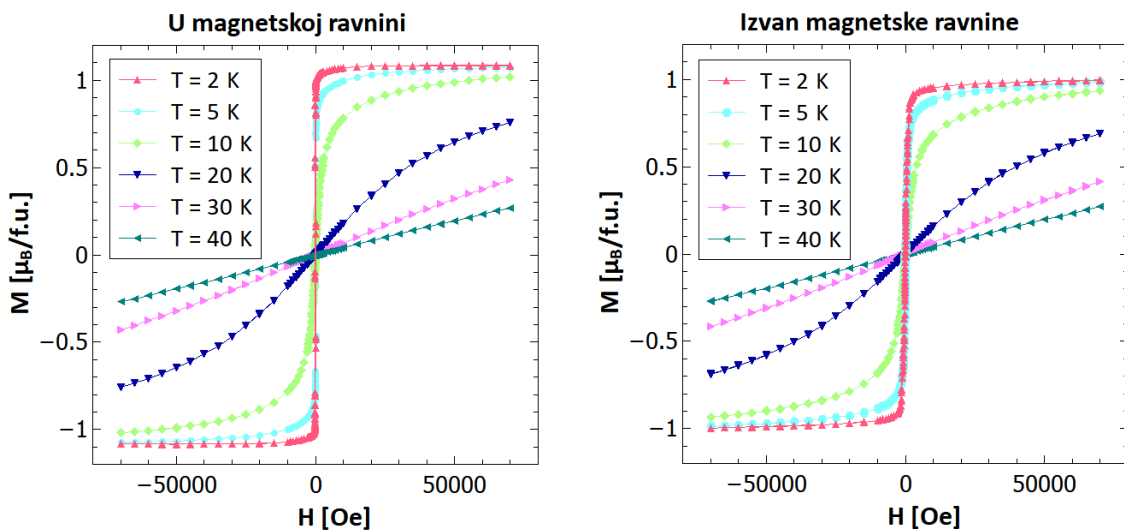 U magnetskoj ravnini
T = 2 K
T = 5 K
T = 10 K
T = 20 K
T = 30 K
T = 40 K
M [μB/f.u.]
1
0.5
0
−0.5
−1
−50000
0
50000
H [Oe]
Izvan magnetske ravnine
T = 2 K
T = 5 K
T = 10 K
T = 20 K
T = 30 K
T = 40 K
M [μB/f.u.]
1
0.5
0
−0.5
−1
−50000
0
50000
H [Oe]